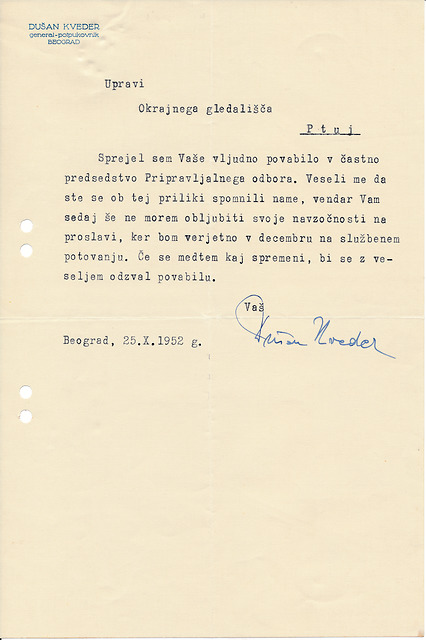 DUŠAN KVEDER
general-potpukovnik
BEOGRAD
Upravi
Okrajnega gledališča
Ptuj
Sprejel sem Vaše vljudno povabilo v častno
predsedstvo Pripravljalnega odbora. Veseli me da
ste se ob tej priliki spomnili name, vendar Vam
sedaj še ne morem obljubiti svoje navzočnosti na
proslavi, ker bom verjetno v decembru na službenem
potovanju. Če se medtem kaj spremeni, bi se z ve-
seljem odzval povabilu.
Vaš
Dušan Kveder
Beograd, 25.X.1952 g.